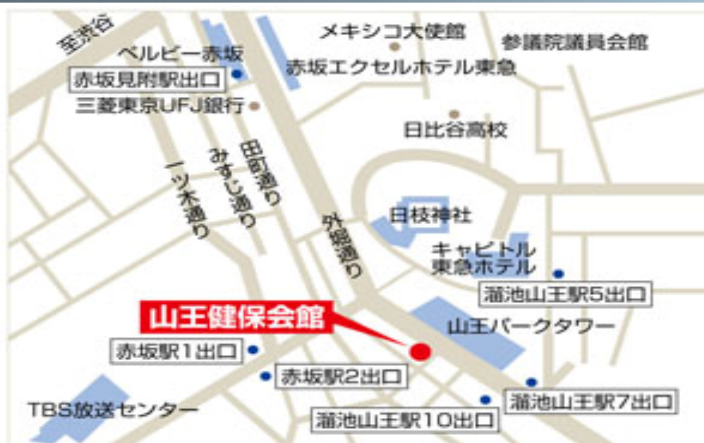 至渋谷
ベルビー赤坂
赤坂見附駅出口
三菱東京UFJ銀行
メキシコ大使館
赤坂エクセルホテル東急
参議院議員会館
日比谷高校
田町通り
みすじ通り
一ツ木通り
外堀通り
日枝神社
キャピトル
東急ホテル
溜池山王駅5出口
山王健保会館
山王パークタワー
赤坂駅1出口
赤坂駅2出口
TBS放送センター
溜池山王駅10出口
溜池山王駅7出口